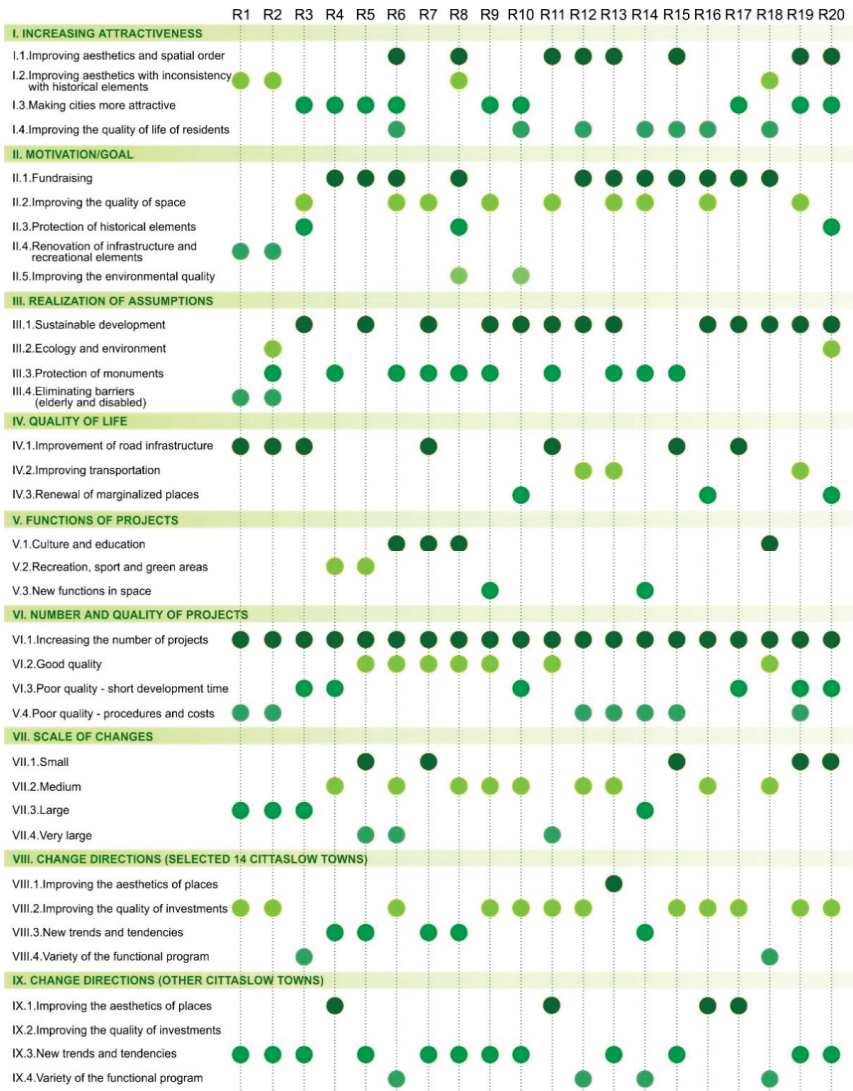 R1 R2 R3 R4 R5 R6 R7 R8 R9 R10 R11 R12 R13 R14 R15 R16 R17 R18 R19 R20
I. INCREASING ATTRACTIVENESS
I.1.Improving aesthetics and spatial order
I.2.Improving aesthetics with inconsistency
with historical elements
I.3.Making cities more attractive
I.4.Improving the quality of life of residents
II. MOTIVATION/GOAL
II.1.Fundraising
II.2.Improving the quality of space
II.3.Protection of historical elements
II.4.Renovation of infrastructure and
recreational elements
II.5.Improving the environmental quality
III. REALIZATION OF ASSUMPTIONS
III.1.Sustainable development
III.2.Ecology and environment
III.3.Protection of monuments
III.4.Eliminating barriers
(elderly and disabled)
IV. QUALITY OF LIFE
IV.1.Improvement of road infrastructure
IV.2.Improving transportation
IV.3.Renewal of marginalized places
V. FUNCTIONS OF PROJECTS
V.1.Culture and education
V.2.Recreation, sport and green areas
V.3.New functions in space
VI. NUMBER AND QUALITY OF PROJECTS
VI.1.Increasing the number of projects
VI.2.Good quality
VI.3.Poor quality - short development time
V.4.Poor quality - procedures and costs
VII. SCALE OF CHANGES
VII.1.Small
VII.2.Medium
VII.3.Large
VII.4.Very large
VIII. CHANGE DIRECTIONS (SELECTED 14 CITTASLOW TOWNS)
VIII.1.Improving the aesthetics of places
VIII.2.Improving the quality of investments
VIII.3.New trends and tendencies
VIII.4.Variety of the functional program
IX. CHANGE DIRECTIONS (OTHER CITTASLOW TOWNS)
IX.1.Improving the aesthetics of places
IX.2.Improving the quality of investments
IX.3.New trends and tendencies
IX.4.Variety of the functional program